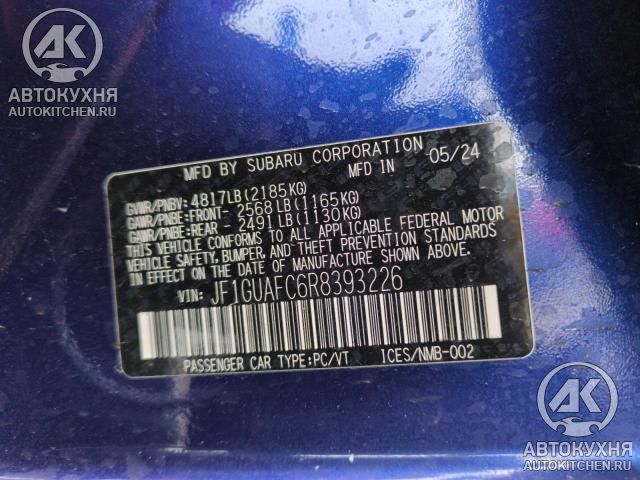 AK
АВТОКУХНЯ
AUTOKITCHEN.RU
MFD BY SUBARU CORPORATION
MFD IN 05/24
GVWR/PNBV: 4817LB(2185KG)
GAWR/PNBE:FRONT- 2568LB(1165KG)
GAWR/PNBE:REAR - 2491LB(1130KG)
THIS VEHICLE CONFORMS TO ALL APPLICABLE FEDERAL MOTOR
VEHICLE SAFETY, BUMPER, AND THEFT PREVENTION STANDARDS
IN EFFECT ON THE DATE OF MANUFACTURE SHOWN ABOVE.
VIN: JF1GUAFC6R8393226
PASSENGER CAR TYPE:PC/VT ICES/NMB-002
AK
АВТОКУХНЯ
AUTOKITCHEN.RU